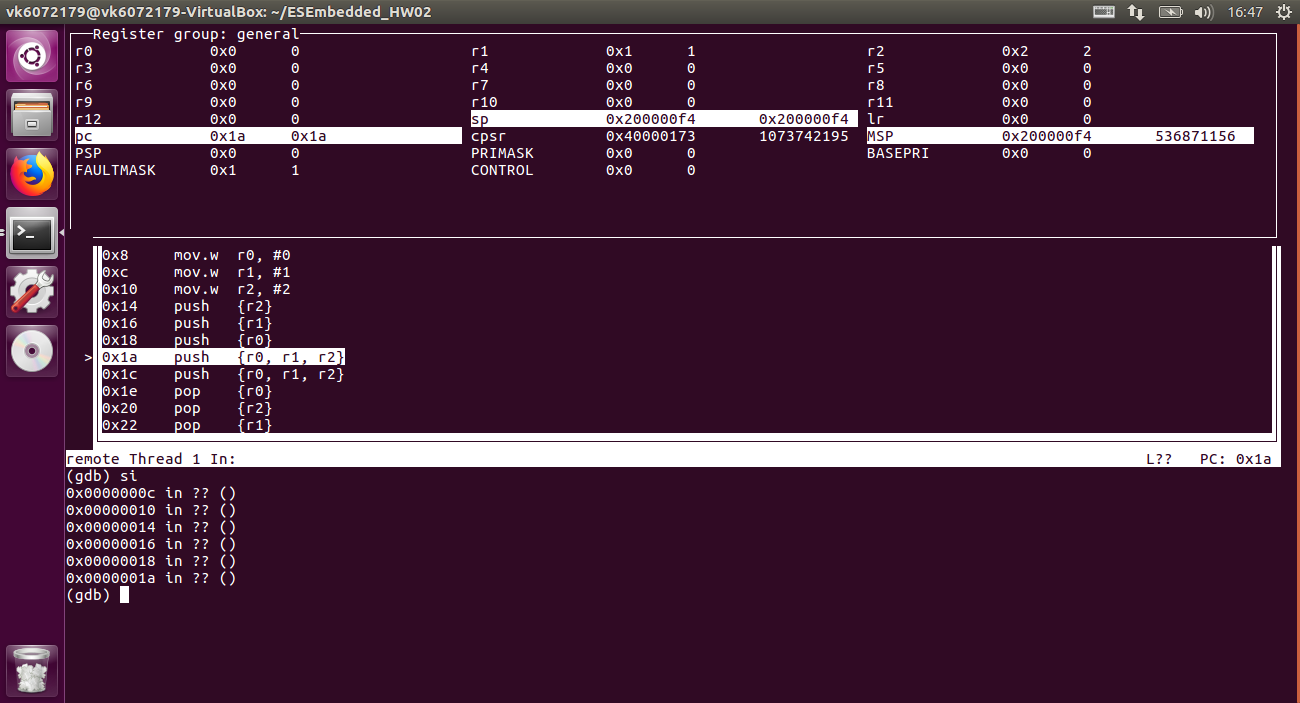 vk6072179@vk6072179-VirtualBox: ~/ESEmbedded_HW02 16:47
Register group: general
r0 0x0 0 r1 0x1 1 r2 0x2 2
r3 0x0 0 r4 0x0 0 r5 0x0 0
r6 0x0 0 r7 0x0 0 r8 0x0 0
r9 0x0 0 r10 0x0 0 r11 0x0 0
r12 0x0 0 sp 0x200000f4 0x200000f4 lr 0x0 0
pc 0x1a 0x1a cpsr 0x40000173 1073742195 MSP 0x200000f4 536871156
PSP 0x0 0 PRIMASK 0x0 0 BASEPRI 0x0 0
FAULTMASK 0x1 1 CONTROL 0x0 0
0x8 mov.w r0, #0
0xc mov.w r1, #1
0x10 mov.w r2, #2
0x14 push {r2}
0x16 push {r1}
0x18 push {r0}
> 0x1a push {r0, r1, r2}
0x1c push {r0, r1, r2}
0x1e pop {r0}
0x20 pop {r2}
0x22 pop {r1}
remote Thread 1 In: L?? PC: 0x1a
(gdb) si
0x0000000c in ?? ()
0x00000010 in ?? ()
0x00000014 in ?? ()
0x00000016 in ?? ()
0x00000018 in ?? ()
0x0000001a in ?? ()
(gdb)